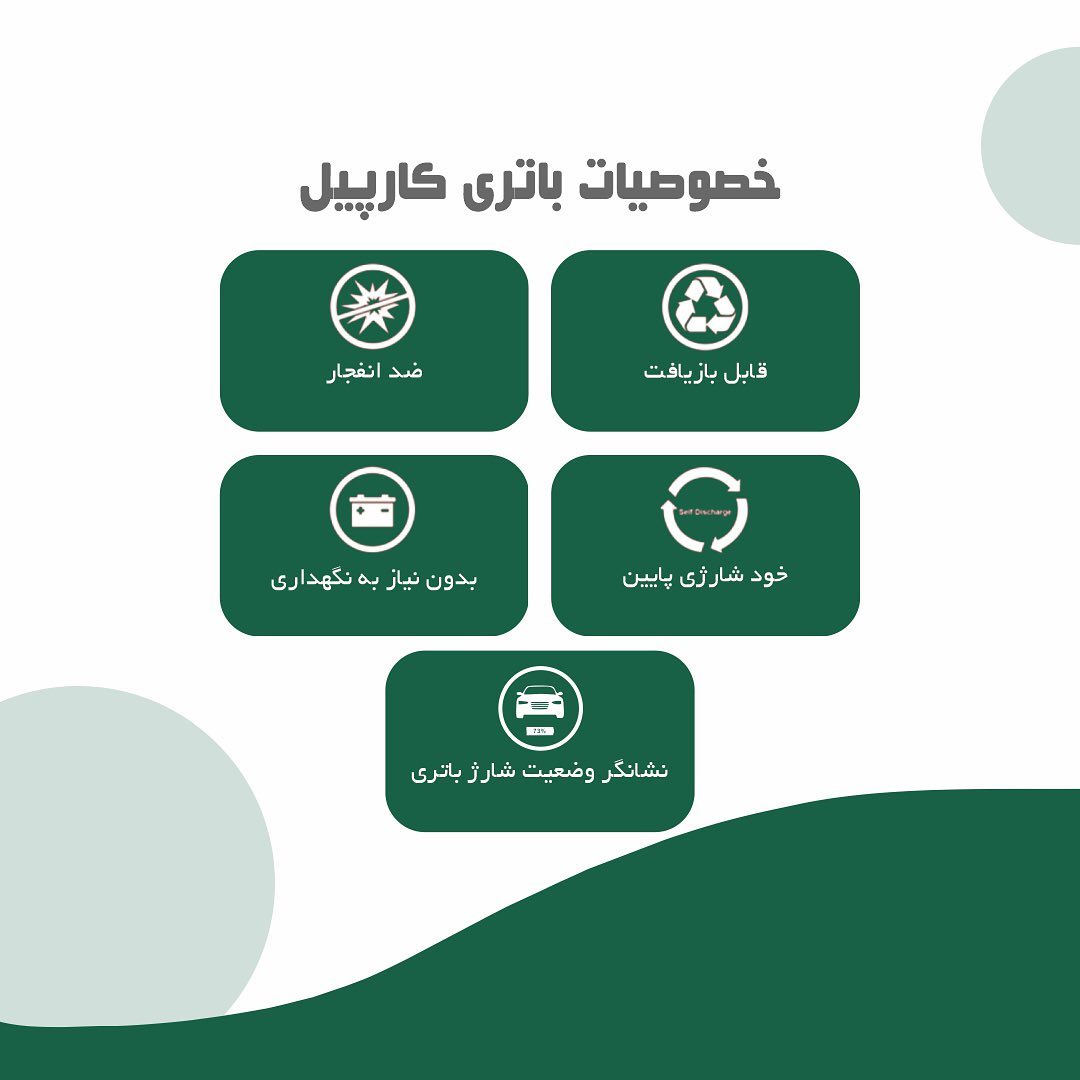 خصوصیات باتری کارپیل
قابل بازیافت
ضد انفجار
Self Discharge
خود شارژی پایین
بدون نیاز به نگهداری
73%
نشانگر وضعیت شارژ باتری